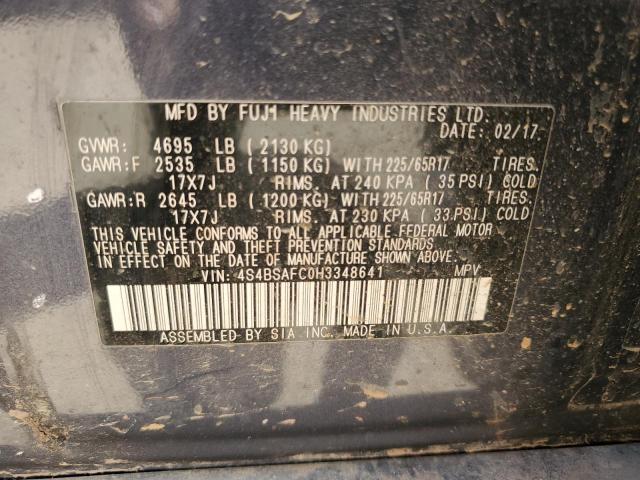 MFD BY FUJI HEAVY INDUSTRIES LTD.
DATE: 02/17
GVWR: 4695 LB (2130 KG)
GAWR:F 2535 LB (1150 KG) WITH 225/65R17 TIRES.
17X7J RIMS. AT 240 KPA (35 PSI) COLD
GAWR:R 2645 LB (1200 KG) WITH 225/65R17 TIRES.
17X7J RIMS. AT 230 KPA (33 PSI) COLD
THIS VEHICLE CONFORMS TO ALL APPLICABLE FEDERAL MOTOR
VEHICLE SAFETY AND THEFT PREVENTION STANDARDS
IN EFFECT ON THE DATE OF MANUFACTURE SHOWN ABOVE.
VIN: 4S4BSAFC0H3348641 MPV
ASSEMBLED BY SIA INC. MADE IN U.S.A.